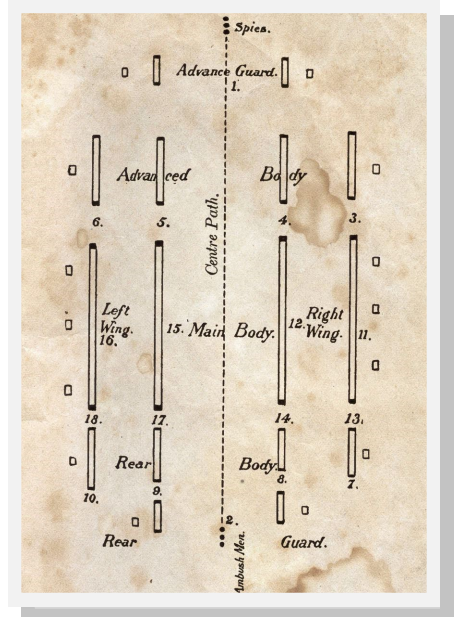 Spies.
Advance Guard.
1.
Advanced Body
6. 5. 4. 3.
Centre Path.
Left Wing. 16.
15. Main Body.
12. Right Wing. 11.
18. 17. 14. 13.
Rear Body.
10. 9. 8. 7.
2.
Rear Guard.
Ambush Men.